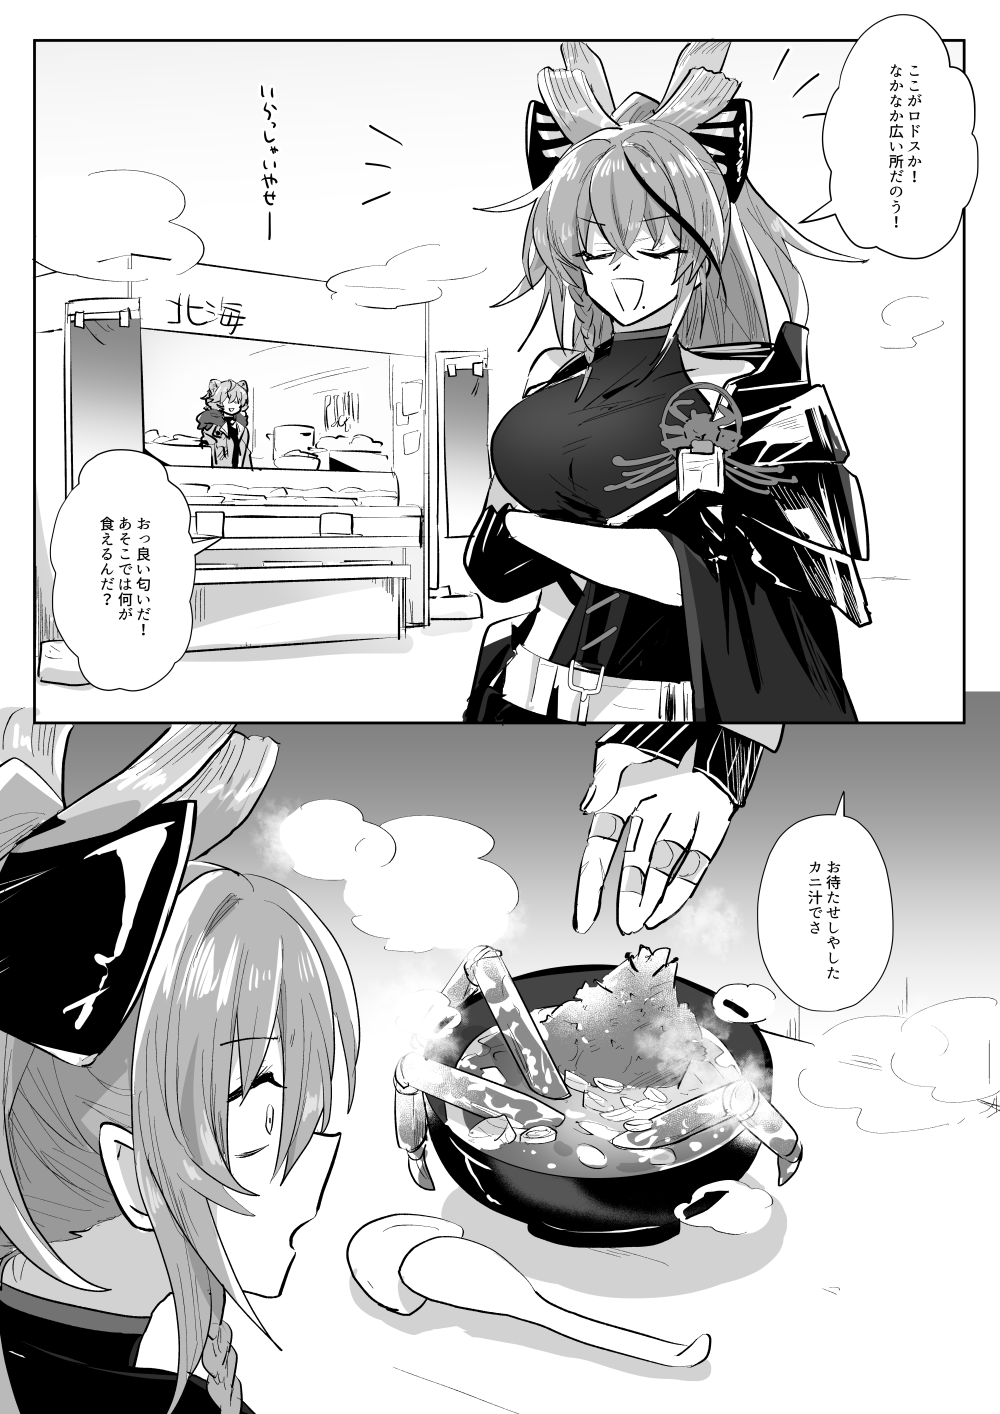 ここがロドスか!
なかなか広い所だのう!
いらっしゃいやせー
北海
おっ良い匂いだ!
あそこでは何が
食えるんだ?
お待たせしやした
カニ汁でさ